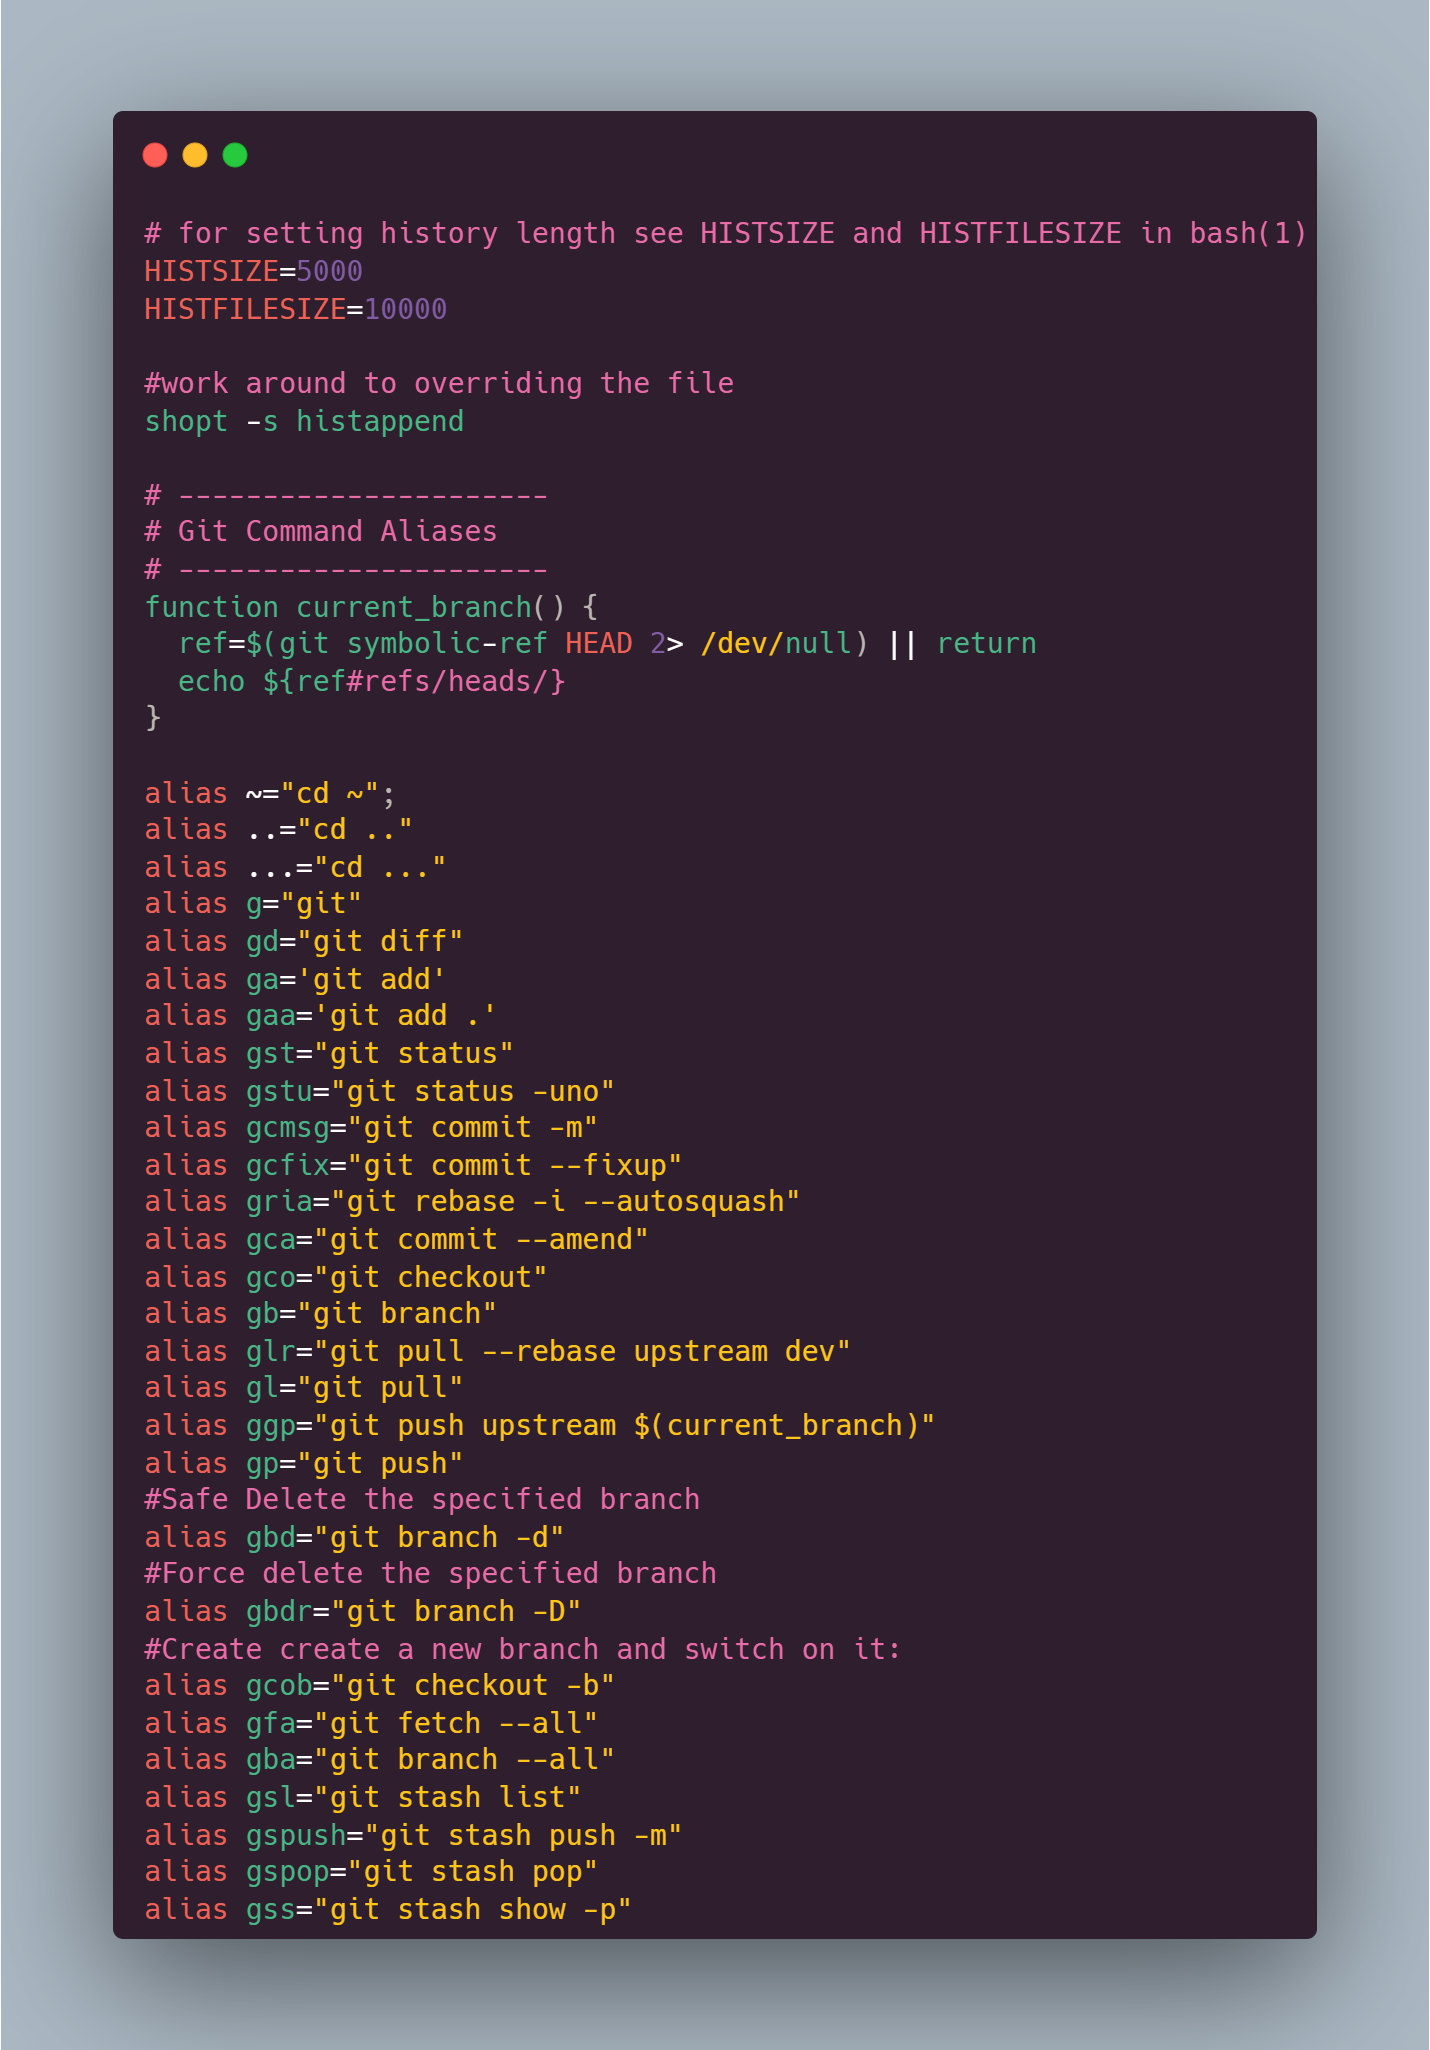 # for setting history length see HISTSIZE and HISTFILESIZE in bash(1)
HISTSIZE=5000
HISTFILESIZE=10000

#work around to overriding the file
shopt -s histappend

# ----------------------
# Git Command Aliases
# ----------------------
function current_branch() {
  ref=$(git symbolic-ref HEAD 2> /dev/null) || return
  echo ${ref#refs/heads/}
}

alias ~="cd ~";
alias ..="cd .."
alias ...="cd ..."
alias g="git"
alias gd="git diff"
alias ga='git add'
alias gaa='git add .'
alias gst="git status"
alias gstu="git status -uno"
alias gcmsg="git commit -m"
alias gcfix="git commit --fixup"
alias gria="git rebase -i --autosquash"
alias gca="git commit --amend"
alias gco="git checkout"
alias gb="git branch"
alias glr="git pull --rebase upstream dev"
alias gl="git pull"
alias ggp="git push upstream $(current_branch)"
alias gp="git push"
#Safe Delete the specified branch
alias gbd="git branch -d"
#Force delete the specified branch
alias gbdr="git branch -D"
#Create create a new branch and switch on it:
alias gcob="git checkout -b"
alias gfa="git fetch --all"
alias gba="git branch --all"
alias gsl="git stash list"
alias gspush="git stash push -m"
alias gspop="git stash pop"
alias gss="git stash show -p"